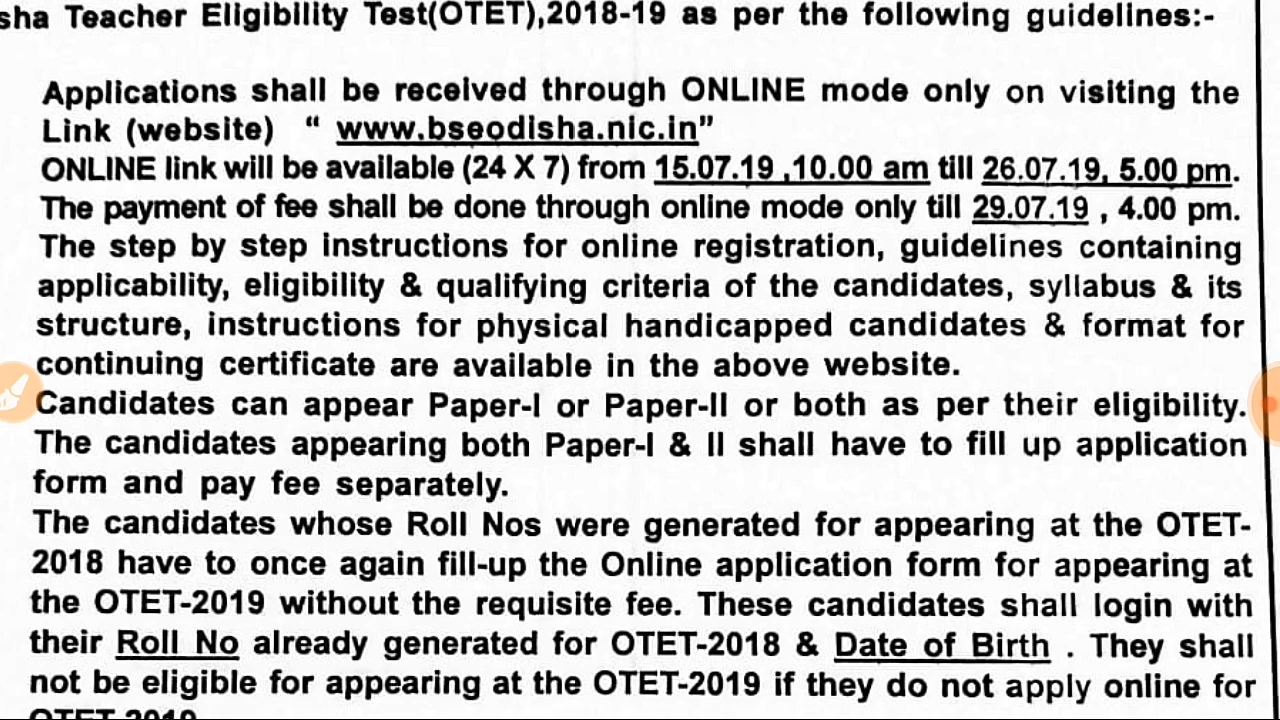 sha Teacher Eligibility Test(OTET),2018-19 as per the following guidelines:-
Applications shall be received through ONLINE mode only on visiting the
Link (website) “ www.bseodisha.nic.in”
ONLINE link will be available (24 X 7) from 15.07.19 ,10.00 am till 26.07.19, 5.00 pm.
The payment of fee shall be done through online mode only till 29.07.19 , 4.00 pm.
The step by step instructions for online registration, guidelines containing
applicability, eligibility & qualifying criteria of the candidates, syllabus & its
structure, instructions for physical handicapped candidates & format for
continuing certificate are available in the above website.
Candidates can appear Paper-I or Paper-II or both as per their eligibility.
The candidates appearing both Paper-I & II shall have to fill up application
form and pay fee separately.
The candidates whose Roll Nos were generated for appearing at the OTET-
2018 have to once again fill-up the Online application form for appearing at
the OTET-2019 without the requisite fee. These candidates shall login with
their Roll No already generated for OTET-2018 & Date of Birth . They shall
not be eligible for appearing at the OTET-2019 if they do not apply online for
OTET-2019